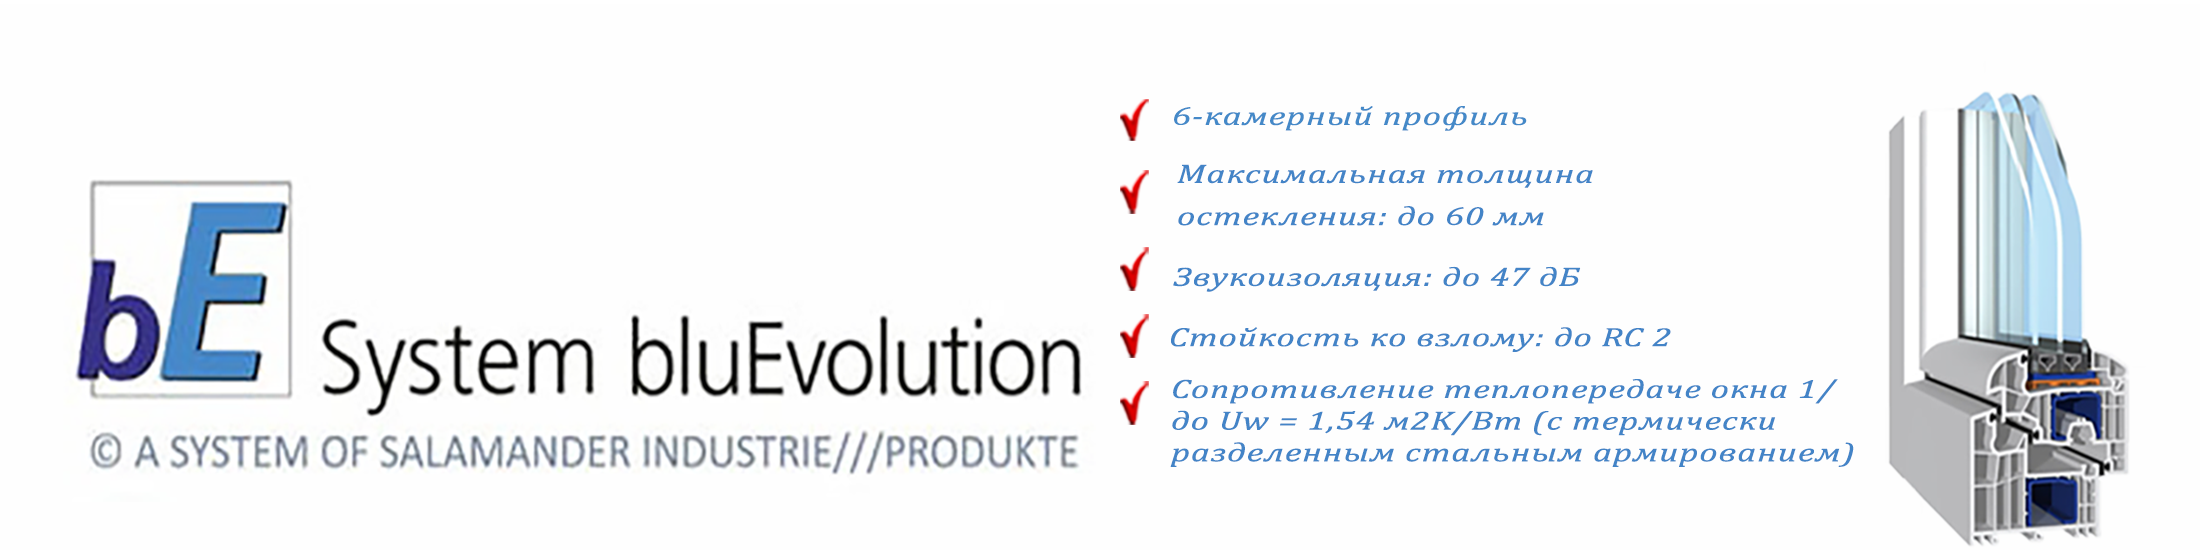 bE
System bluEvolution
© A SYSTEM OF SALAMANDER INDUSTRIE///PRODUKTE
6-камерный профиль
Максимальная толщина
остекления: до 60 мм
Звукоизоляция: до 47 дБ
Стойкость ко взлому: до RC 2
Сопротивление теплопередаче окна 1/
до Uw = 1,54 м2К/Вт (с термически
разделенным стальным армированием)